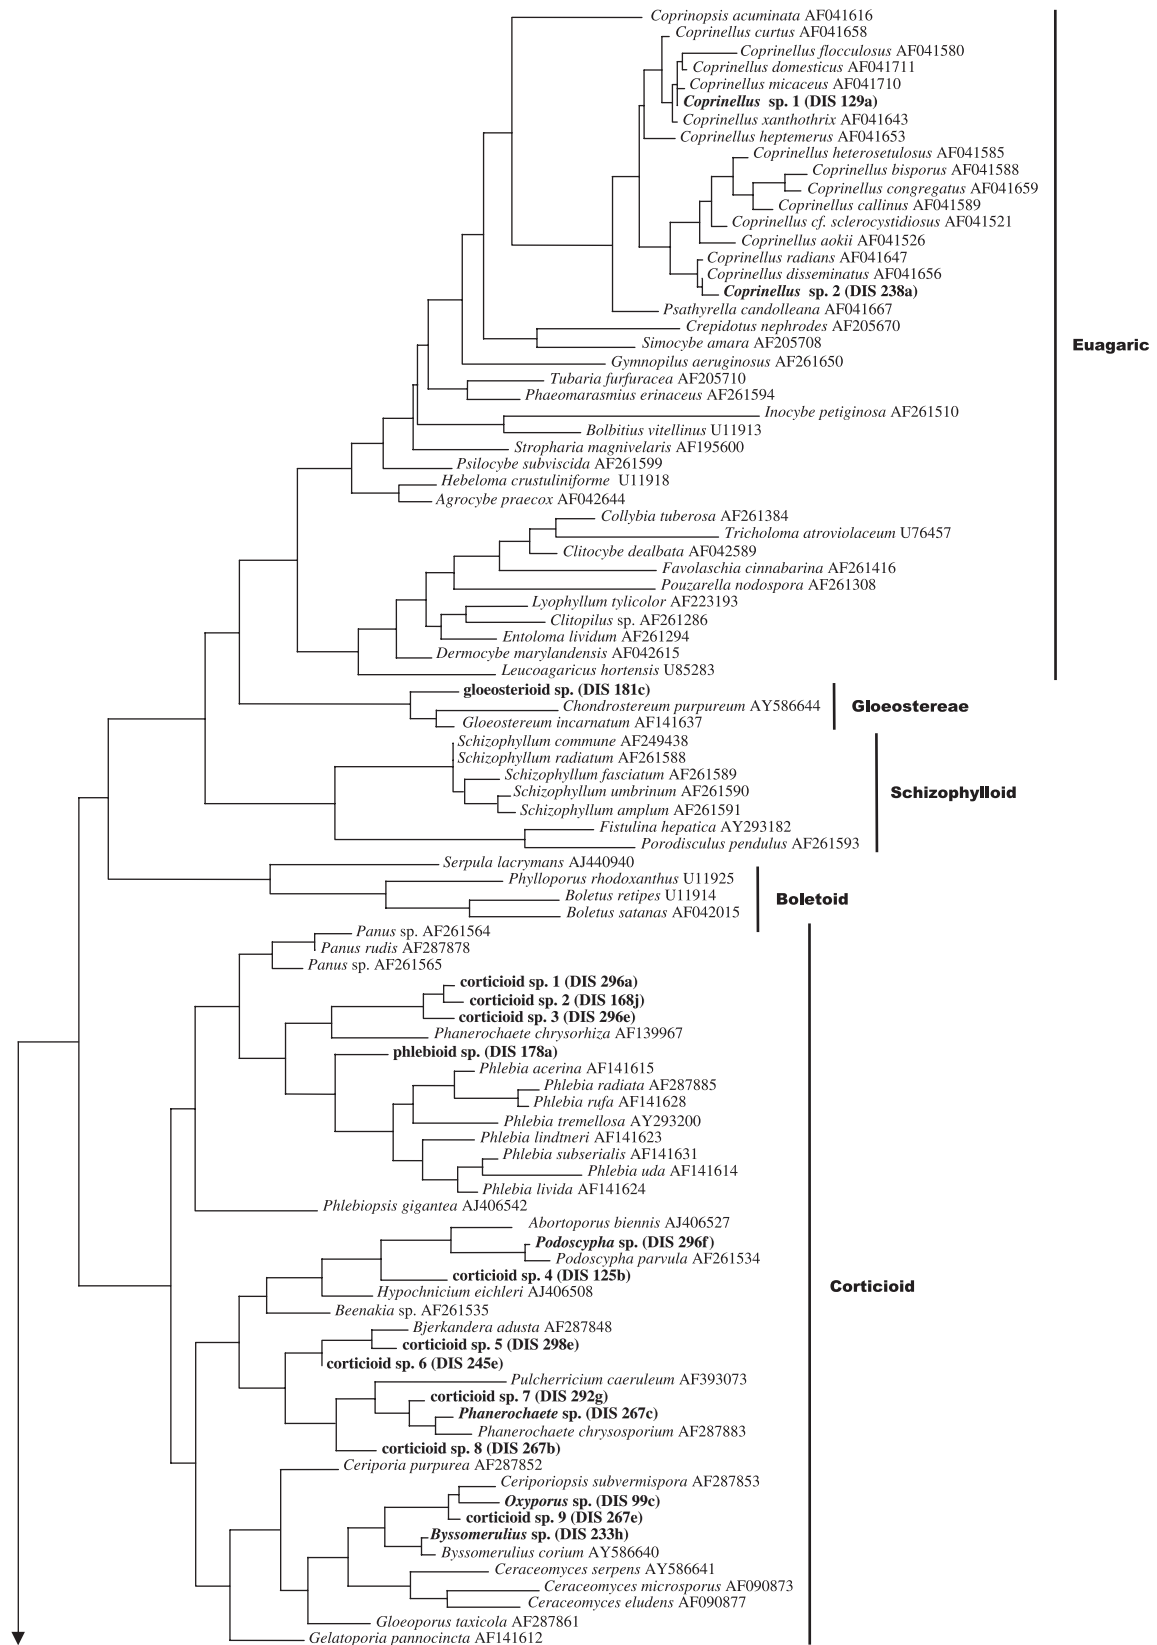 Coprinopsis acuminata AF041616
Coprinellus curtus AF041658
Coprinellus flocculosus AF041580
Coprinellus domesticus AF041711
Coprinellus micaceus AF041710
Coprinellus sp. 1 (DIS 129a)
Coprinellus xanthothrix AF041643
Coprinellus heptemerus AF041653
Coprinellus heterosetulosus AF041585
Coprinellus bisporus AF041588
Coprinellus congregatus AF041659
Coprinellus callinus AF041589
Coprinellus cf. sclerocystidiosus AF041521
Coprinellus aokii AF041526
Coprinellus radians AF041647
Coprinellus disseminatus AF041656
Coprinellus sp. 2 (DIS 238a)
Psathyrella candolleana AF041667
Crepidotus nephrodes AF205670
Simocybe amara AF205708
Euagaric
Gymnopilus aeruginosus AF261650
Tubaria furfuracea AF205710
Phaeomarasmius erinaceus AF261594
Inocybe petiginosa AF261510
Bolbitius vitellinus U11913
Stropharia magnivelaris AF195600
Psilocybe subviscida AF261599
Hebeloma crustuliniforme U11918
Agrocybe praecox AF042644
Collybia tuberosa AF261384
Tricholoma atroviolaceum U76457
Clitocybe dealbata AF042589
Favolaschia cinnabarina AF261416
Pouzarella nodospora AF261308
Lyophyllum tylicolor AF223193
Clitopilus sp. AF261286
Entoloma lividum AF261294
Dermocybe marylandensis AF042615
Leucoagaricus hortensis U85283
gloeosterioid sp. (DIS 181c)
Chondrostereum purpureum AY586644
Gloeostereae
Gloeostereum incarnatum AF141637
Schizophyllum commune AF249438
Schizophyllum radiatum AF261588
Schizophyllum fasciatum AF261589
Schizophyllum umbrinum AF261590
Schizophylloid
Schizophyllum amplum AF261591
Fistulina hepatica AY293182
Porodisculus pendulus AF261593
Serpula lacrymans AJ440940
Phylloporus rhodoxanthus U11925
Boletus retipes U11914
Boletoid
Boletus satanas AF042015
Panus sp. AF261564
Panus rudis AF287878
Panus sp. AF261565
corticioid sp. 1 (DIS 296a)
corticioid sp. 2 (DIS 168j)
corticioid sp. 3 (DIS 296e)
Phanerochaete chrysorhiza AF139967
phlebioid sp. (DIS 178a)
Phlebia acerina AF141615
Phlebia radiata AF287885
Phlebia rufa AF141628
Phlebia tremellosa AY293200
Phlebia lindtneri AF141623
Phlebia subserialis AF141631
Phlebia uda AF141614
Phlebia livida AF141624
Phlebiopsis gigantea AJ406542
Abortoporus biennis AJ406527
Podoscypha sp. (DIS 296f)
Podoscypha parvula AF261534
corticioid sp. 4 (DIS 125b)
Corticioid
Hypochnicium eichleri AJ406508
Beenakia sp. AF261535
Bjerkandera adusta AF287848
corticioid sp. 5 (DIS 298e)
corticioid sp. 6 (DIS 245e)
Pulcherricium caeruleum AF393073
corticioid sp. 7 (DIS 292g)
Phanerochaete sp. (DIS 267c)
Phanerochaete chrysosporium AF287883
corticioid sp. 8 (DIS 267b)
Ceriporia purpurea AF287852
Ceriporiopsis subvermispora AF287853
Oxyporus sp. (DIS 99c)
corticioid sp. 9 (DIS 267e)
Byssomerulius sp. (DIS 233h)
Byssomerulius corium AY586640
Ceraceomyces serpens AY586641
Ceraceomyces microsporus AF090873
Ceraceomyces eludens AF090877
Gloeoporus taxicola AF287861
Gelatoporia pannocincta AF141612